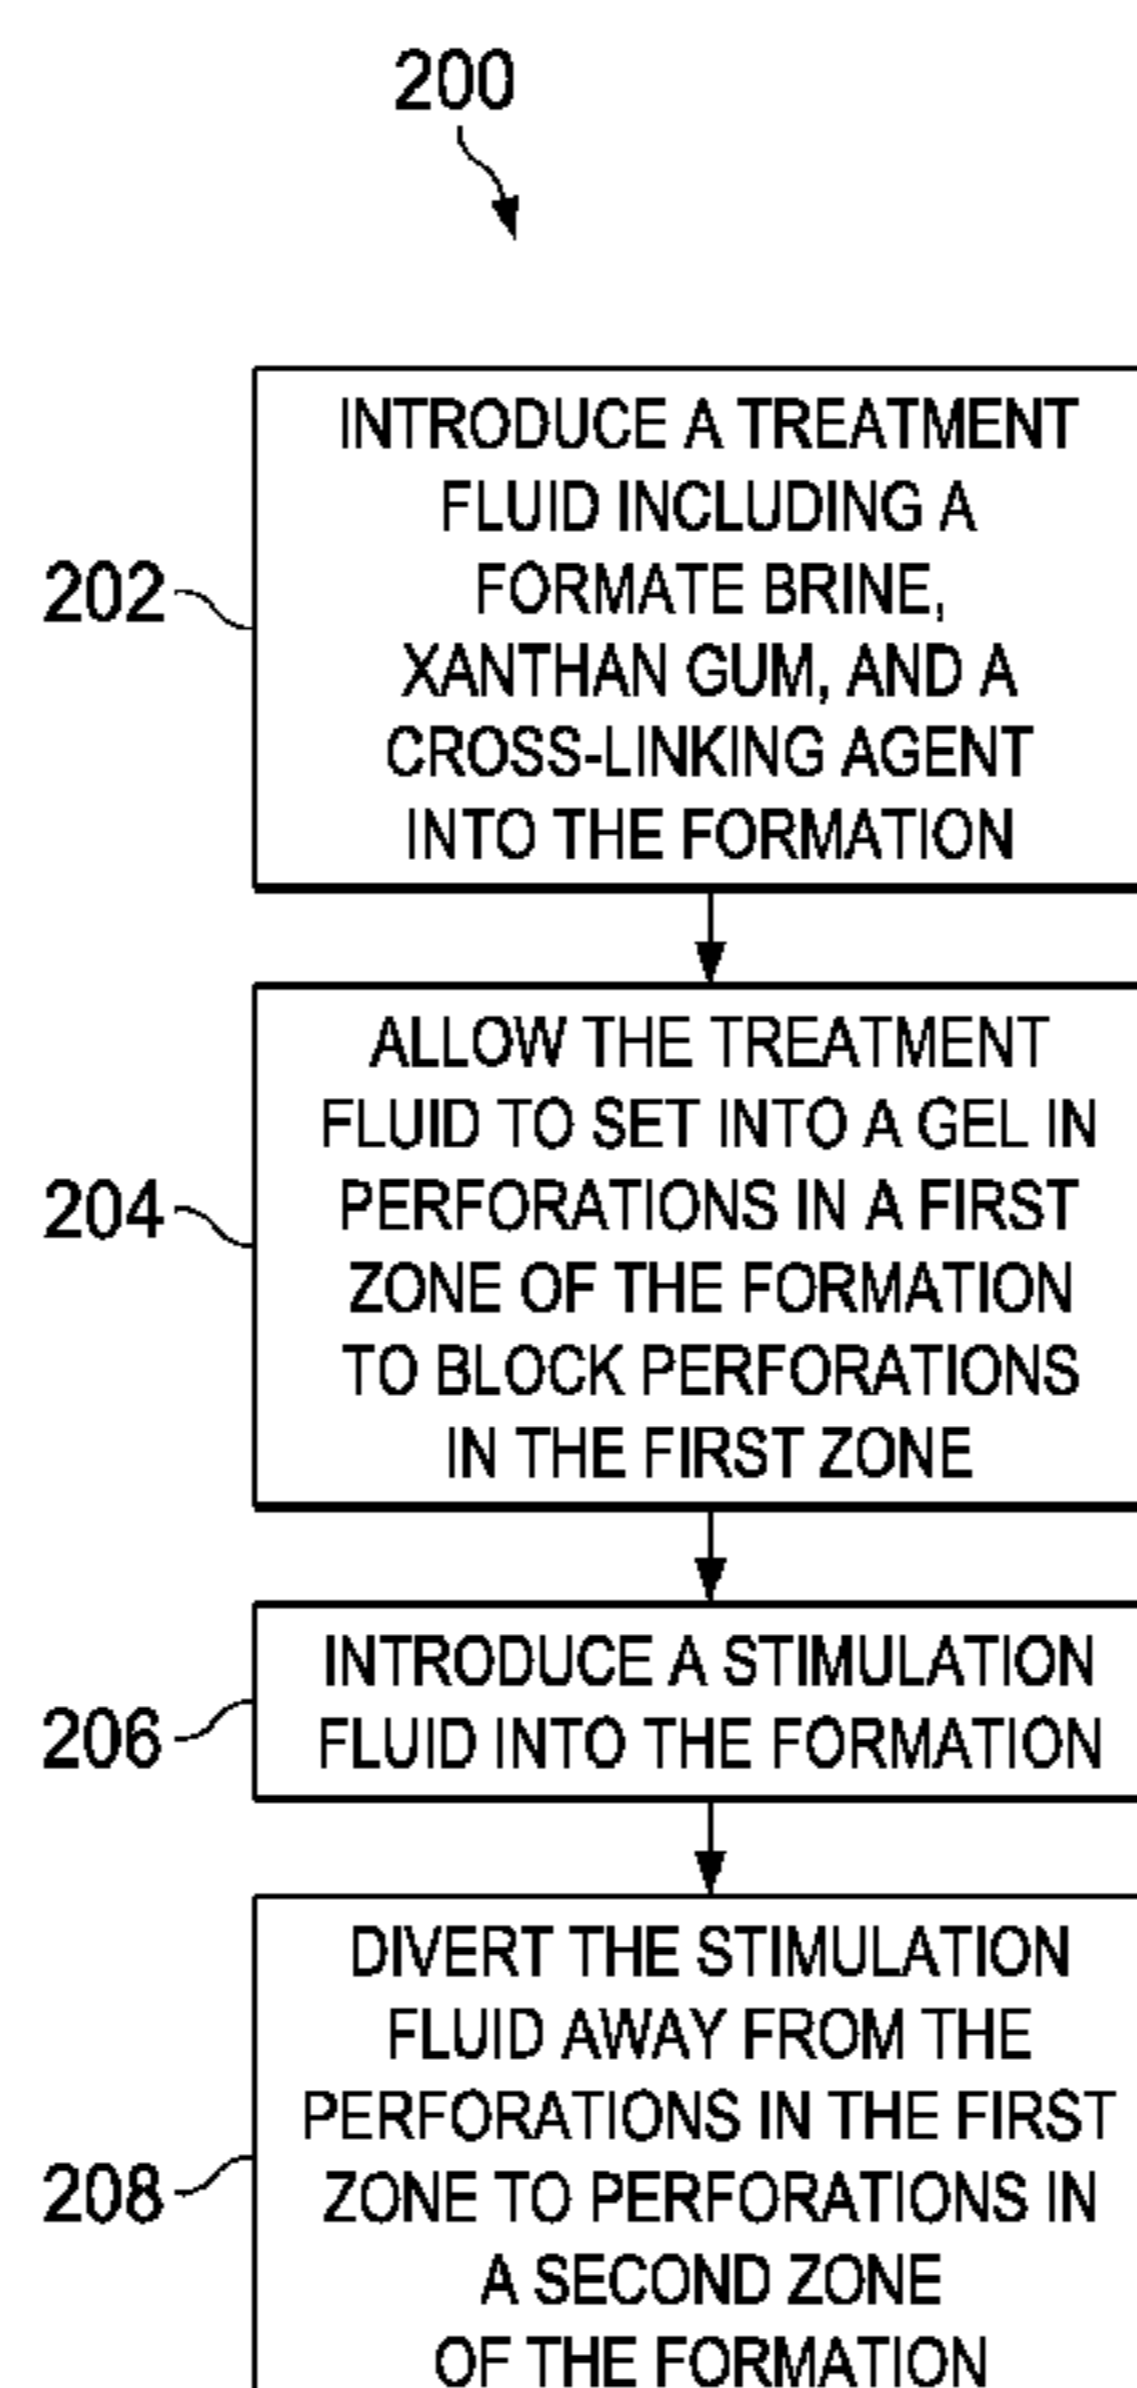 200
202
INTRODUCE A TREATMENT
FLUID INCLUDING A
FORMATE BRINE,
XANTHAN GUM, AND A
CROSS-LINKING AGENT
INTO THE FORMATION
204
ALLOW THE TREATMENT
FLUID TO SET INTO A GEL IN
PERFORATIONS IN A FIRST
ZONE OF THE FORMATION
TO BLOCK PERFORATIONS
IN THE FIRST ZONE
206
INTRODUCE A STIMULATION
FLUID INTO THE FORMATION
208
DIVERT THE STIMULATION
FLUID AWAY FROM THE
PERFORATIONS IN THE FIRST
ZONE TO PERFORATIONS IN
A SECOND ZONE
OF THE FORMATION